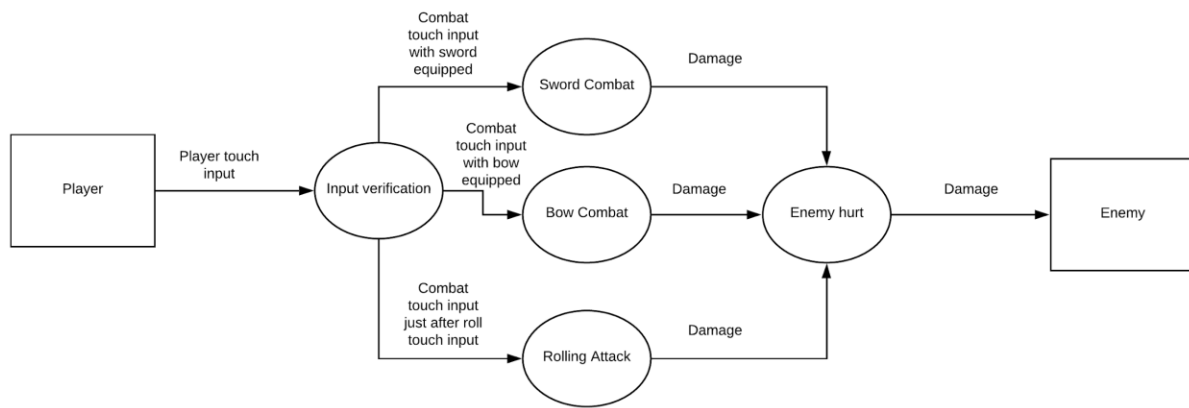 Player
Player touch
input
Input verification
Combat
touch input
with sword
equipped
Sword Combat
Damage
Combat
touch input
with bow
equipped
Bow Combat
Damage
Combat
touch input
just after roll
touch input
Rolling Attack
Damage
Enemy hurt
Damage
Enemy